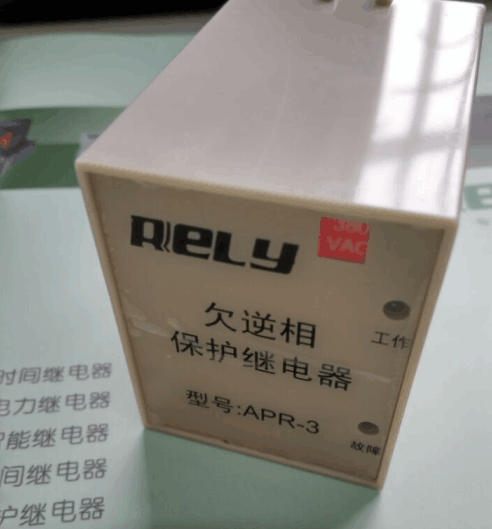 RELY
380
VAC
欠逆相
工作
保护继电器
型号:APR-3
故障
时间继电器
电力继电器
智能继电器
间继电器
护继电器